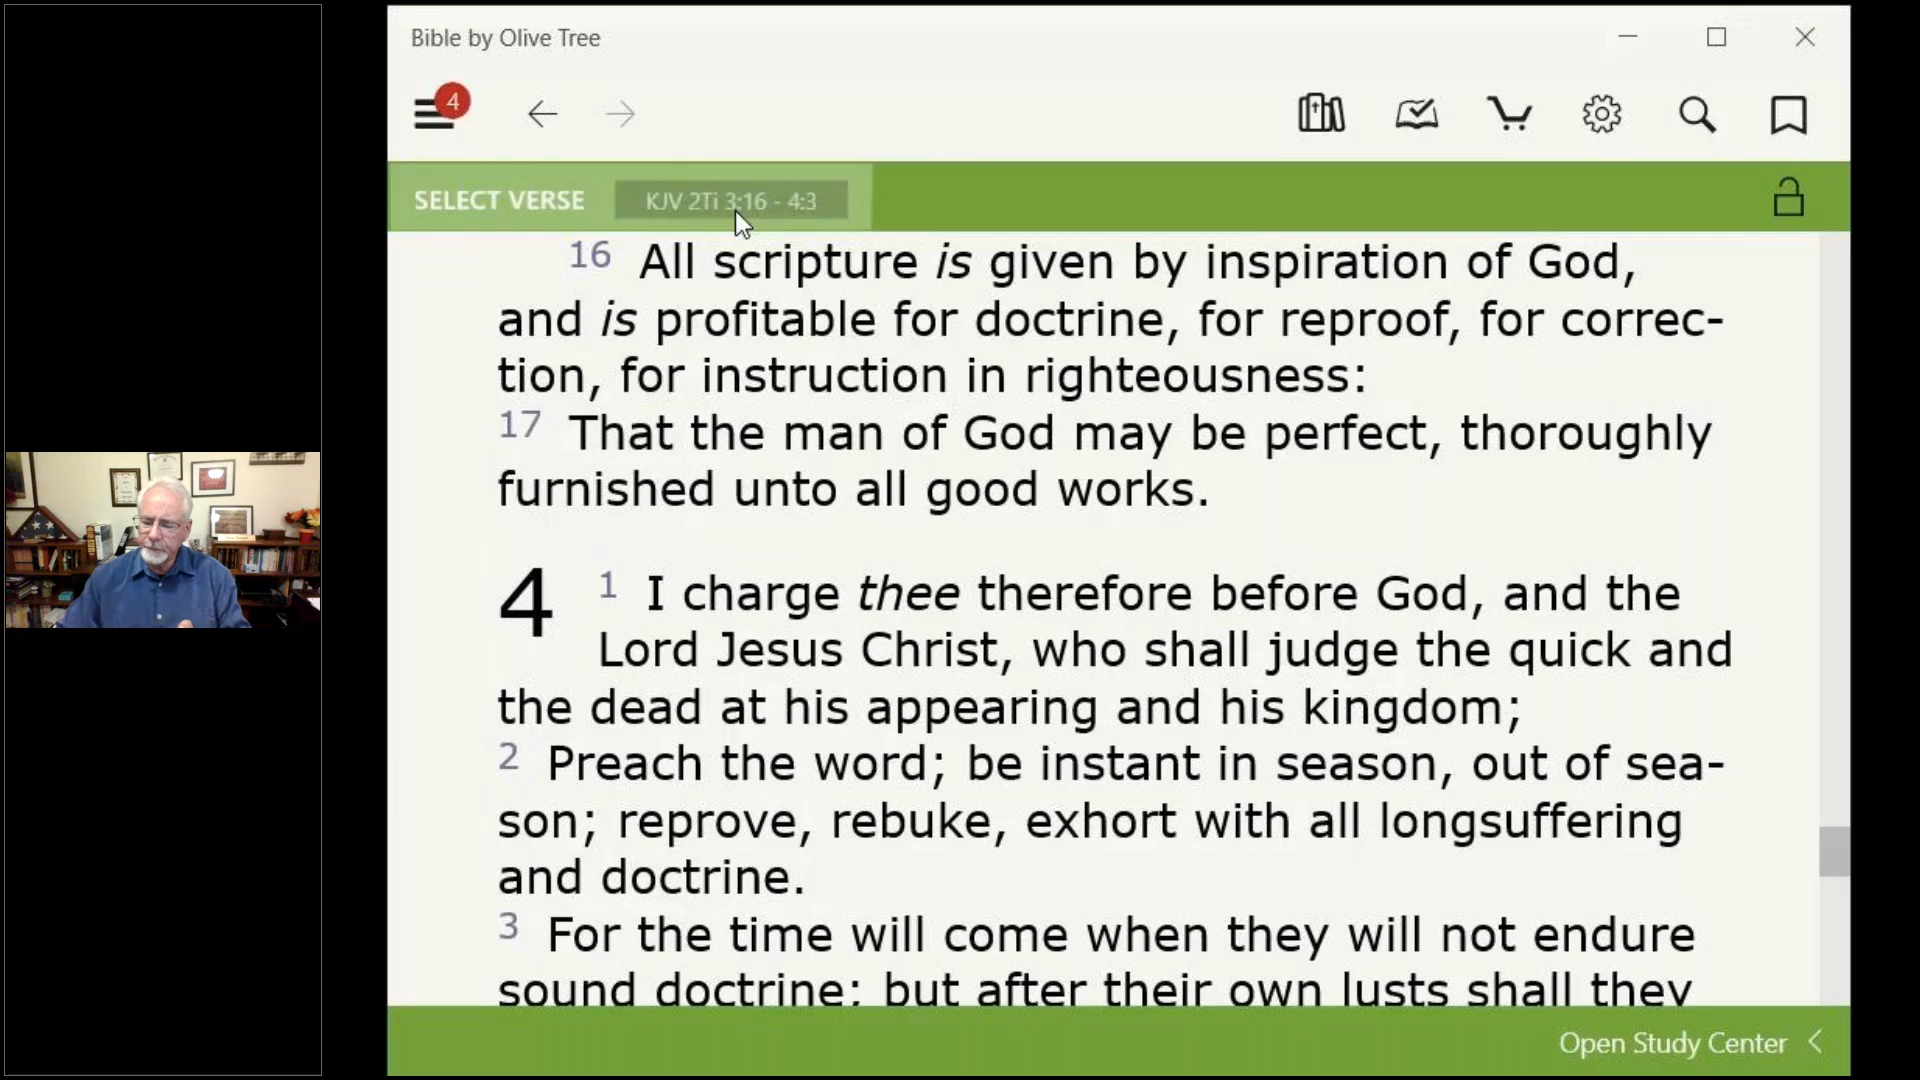 Bible by Olive Tree
4
SELECT VERSE KJV 2Ti 3:16 - 4:3
16 All scripture is given by inspiration of God,
and is profitable for doctrine, for reproof, for correc-
tion, for instruction in righteousness:
17 That the man of God may be perfect, thoroughly
furnished unto all good works.
4 1 I charge thee therefore before God, and the
Lord Jesus Christ, who shall judge the quick and
the dead at his appearing and his kingdom;
2 Preach the word; be instant in season, out of sea-
son; reprove, rebuke, exhort with all longsuffering
and doctrine.
3 For the time will come when they will not endure
sound doctrine; but after their own lusts shall they
Open Study Center